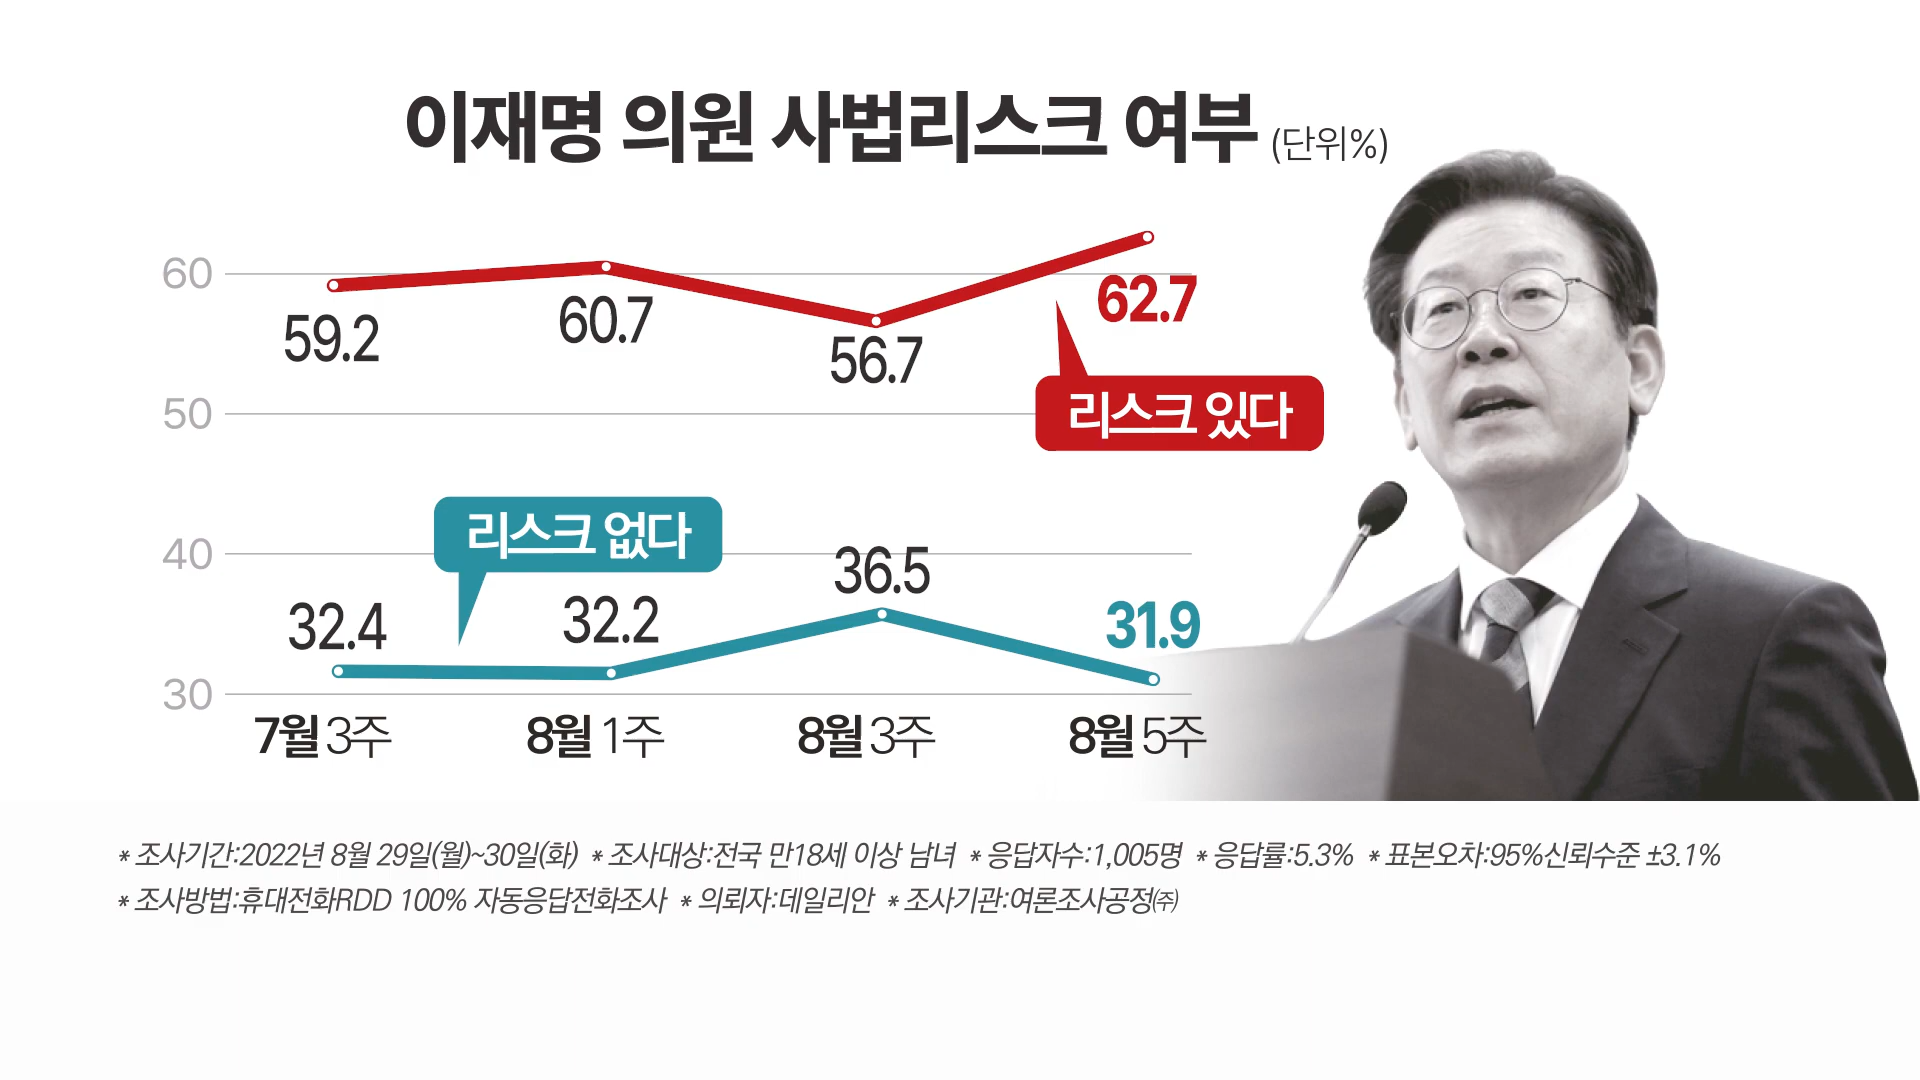 이재명 의원 사법리스크 여부 (단위%)
60
59.2
60.7
56.7
62.7
50
리스크 있다
리스크 없다
40
32.4
32.2
36.5
31.9
30
7월 3주
8월 1주
8월 3주
8월 5주
* 조사기간:2022년 8월 29일(월)~30일(화) * 조사대상:전국 만18세 이상 남녀 * 응답자수:1,005명 * 응답률:5.3% * 표본오차:95%신뢰수준 ±3.1%
* 조사방법:휴대전화RDD 100% 자동응답전화조사 * 의뢰자:데일리안 * 조사기관:여론조사공정㈜